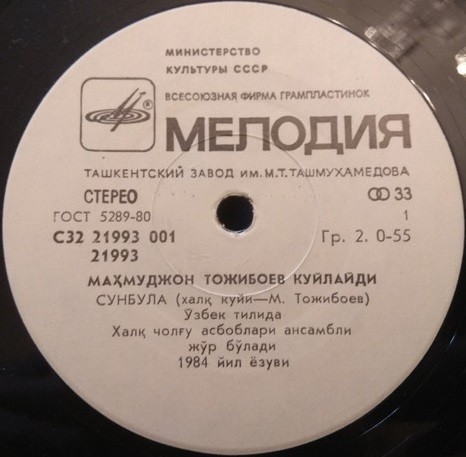 МИНИСТЕРСТВО
КУЛЬТУРЫ СССР
ВСЕСОЮЗНАЯ ФИРМА ГРАМПЛАСТИНОК
МЕЛОДИЯ
ТАШКЕНТСКИЙ ЗАВОД ИМ. М.Т. ТАШМУХАМЕДОВА
СТЕРЕО 33
ГОСТ 5289-80 1
С32 21993 001 Гр. 2. 0-55
21993
МАҲМУДЖОН ТОЖИБОЕВ КУЙЛАЙДИ
СУНБУЛА (халқ куйи—М. Тожибоев)
Ўзбек тилида
Халқ чолғу асбоблари ансамбли
жўр бўлади
1984 йил ёзуви